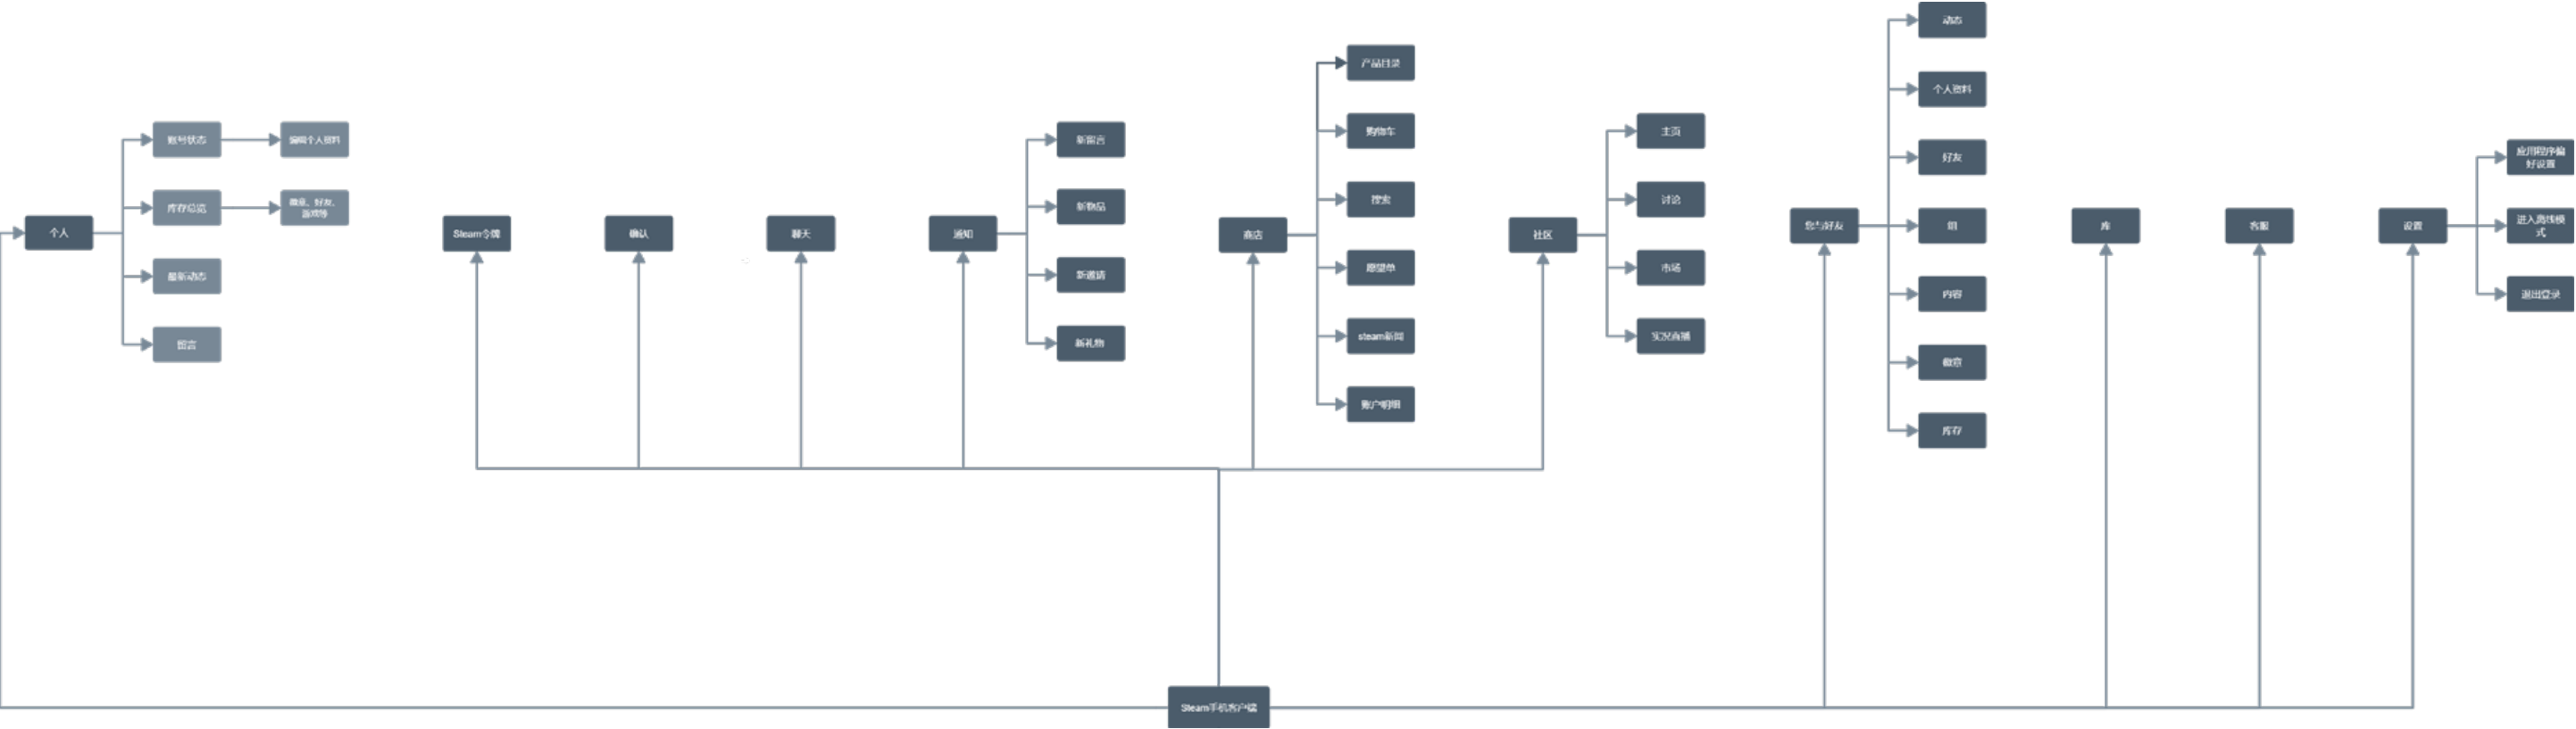 个人
账号状态
编辑个人资料
库存总览
徽章、好友、
游戏等
最新动态
留言
Steam令牌
确认
聊天
通知
新留言
新物品
新邀请
新礼物
商店
产品目录
购物车
搜索
愿望单
steam新闻
账户明细
社区
主页
讨论
市场
实况直播
您与好友
动态
个人资料
好友
组
内容
徽章
库存
库
客服
设置
应用程序偏
好设置
进入离线模
式
退出登录
Steam手机客户端